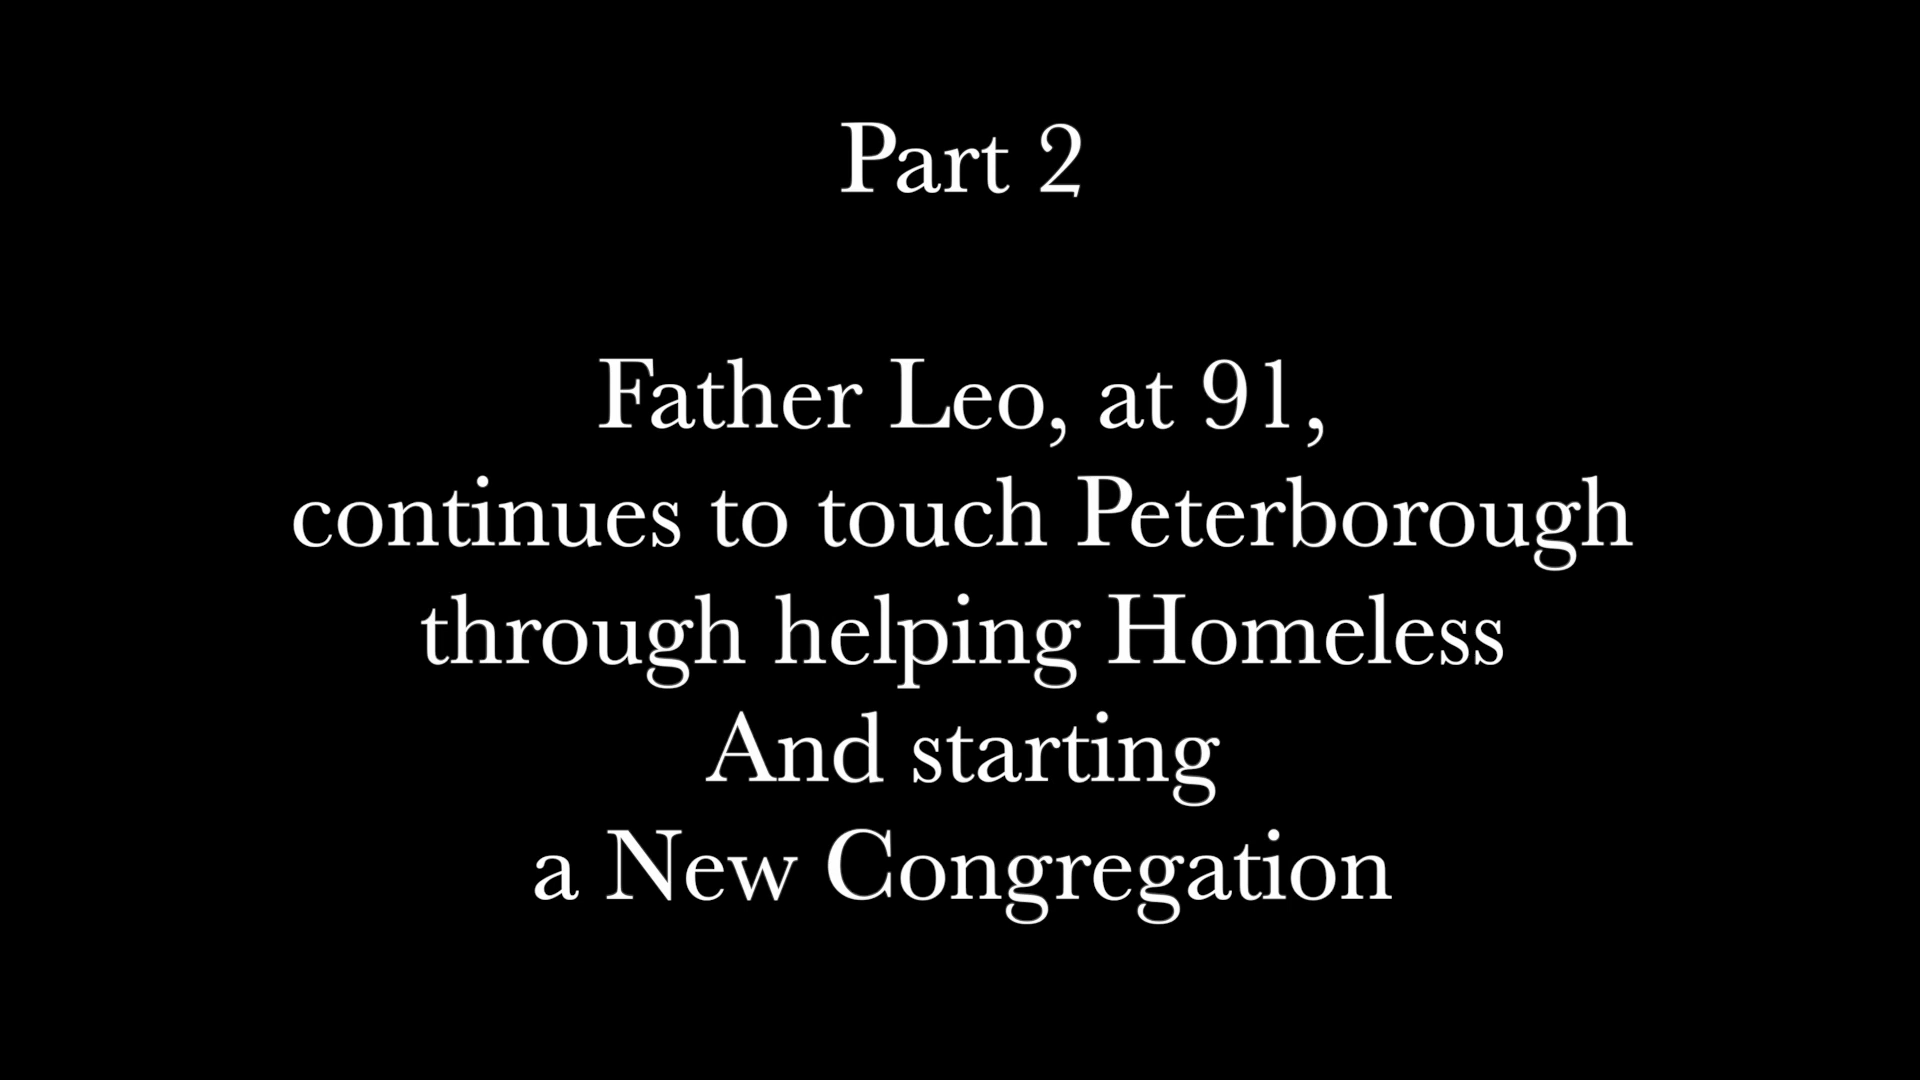 Part 2
Father Leo, at 91,
continues to touch Peterborough
through helping Homeless
And starting
a New Congregation